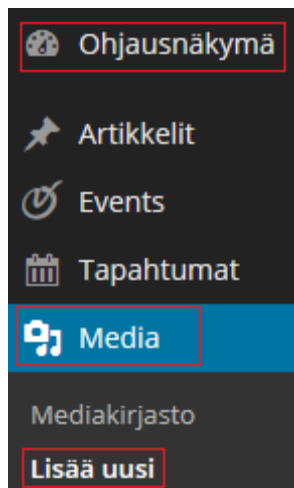 Ohjausnäkymä
Artikkelit
Events
Tapahtumat
Media
Mediakirjasto
Lisää uusi